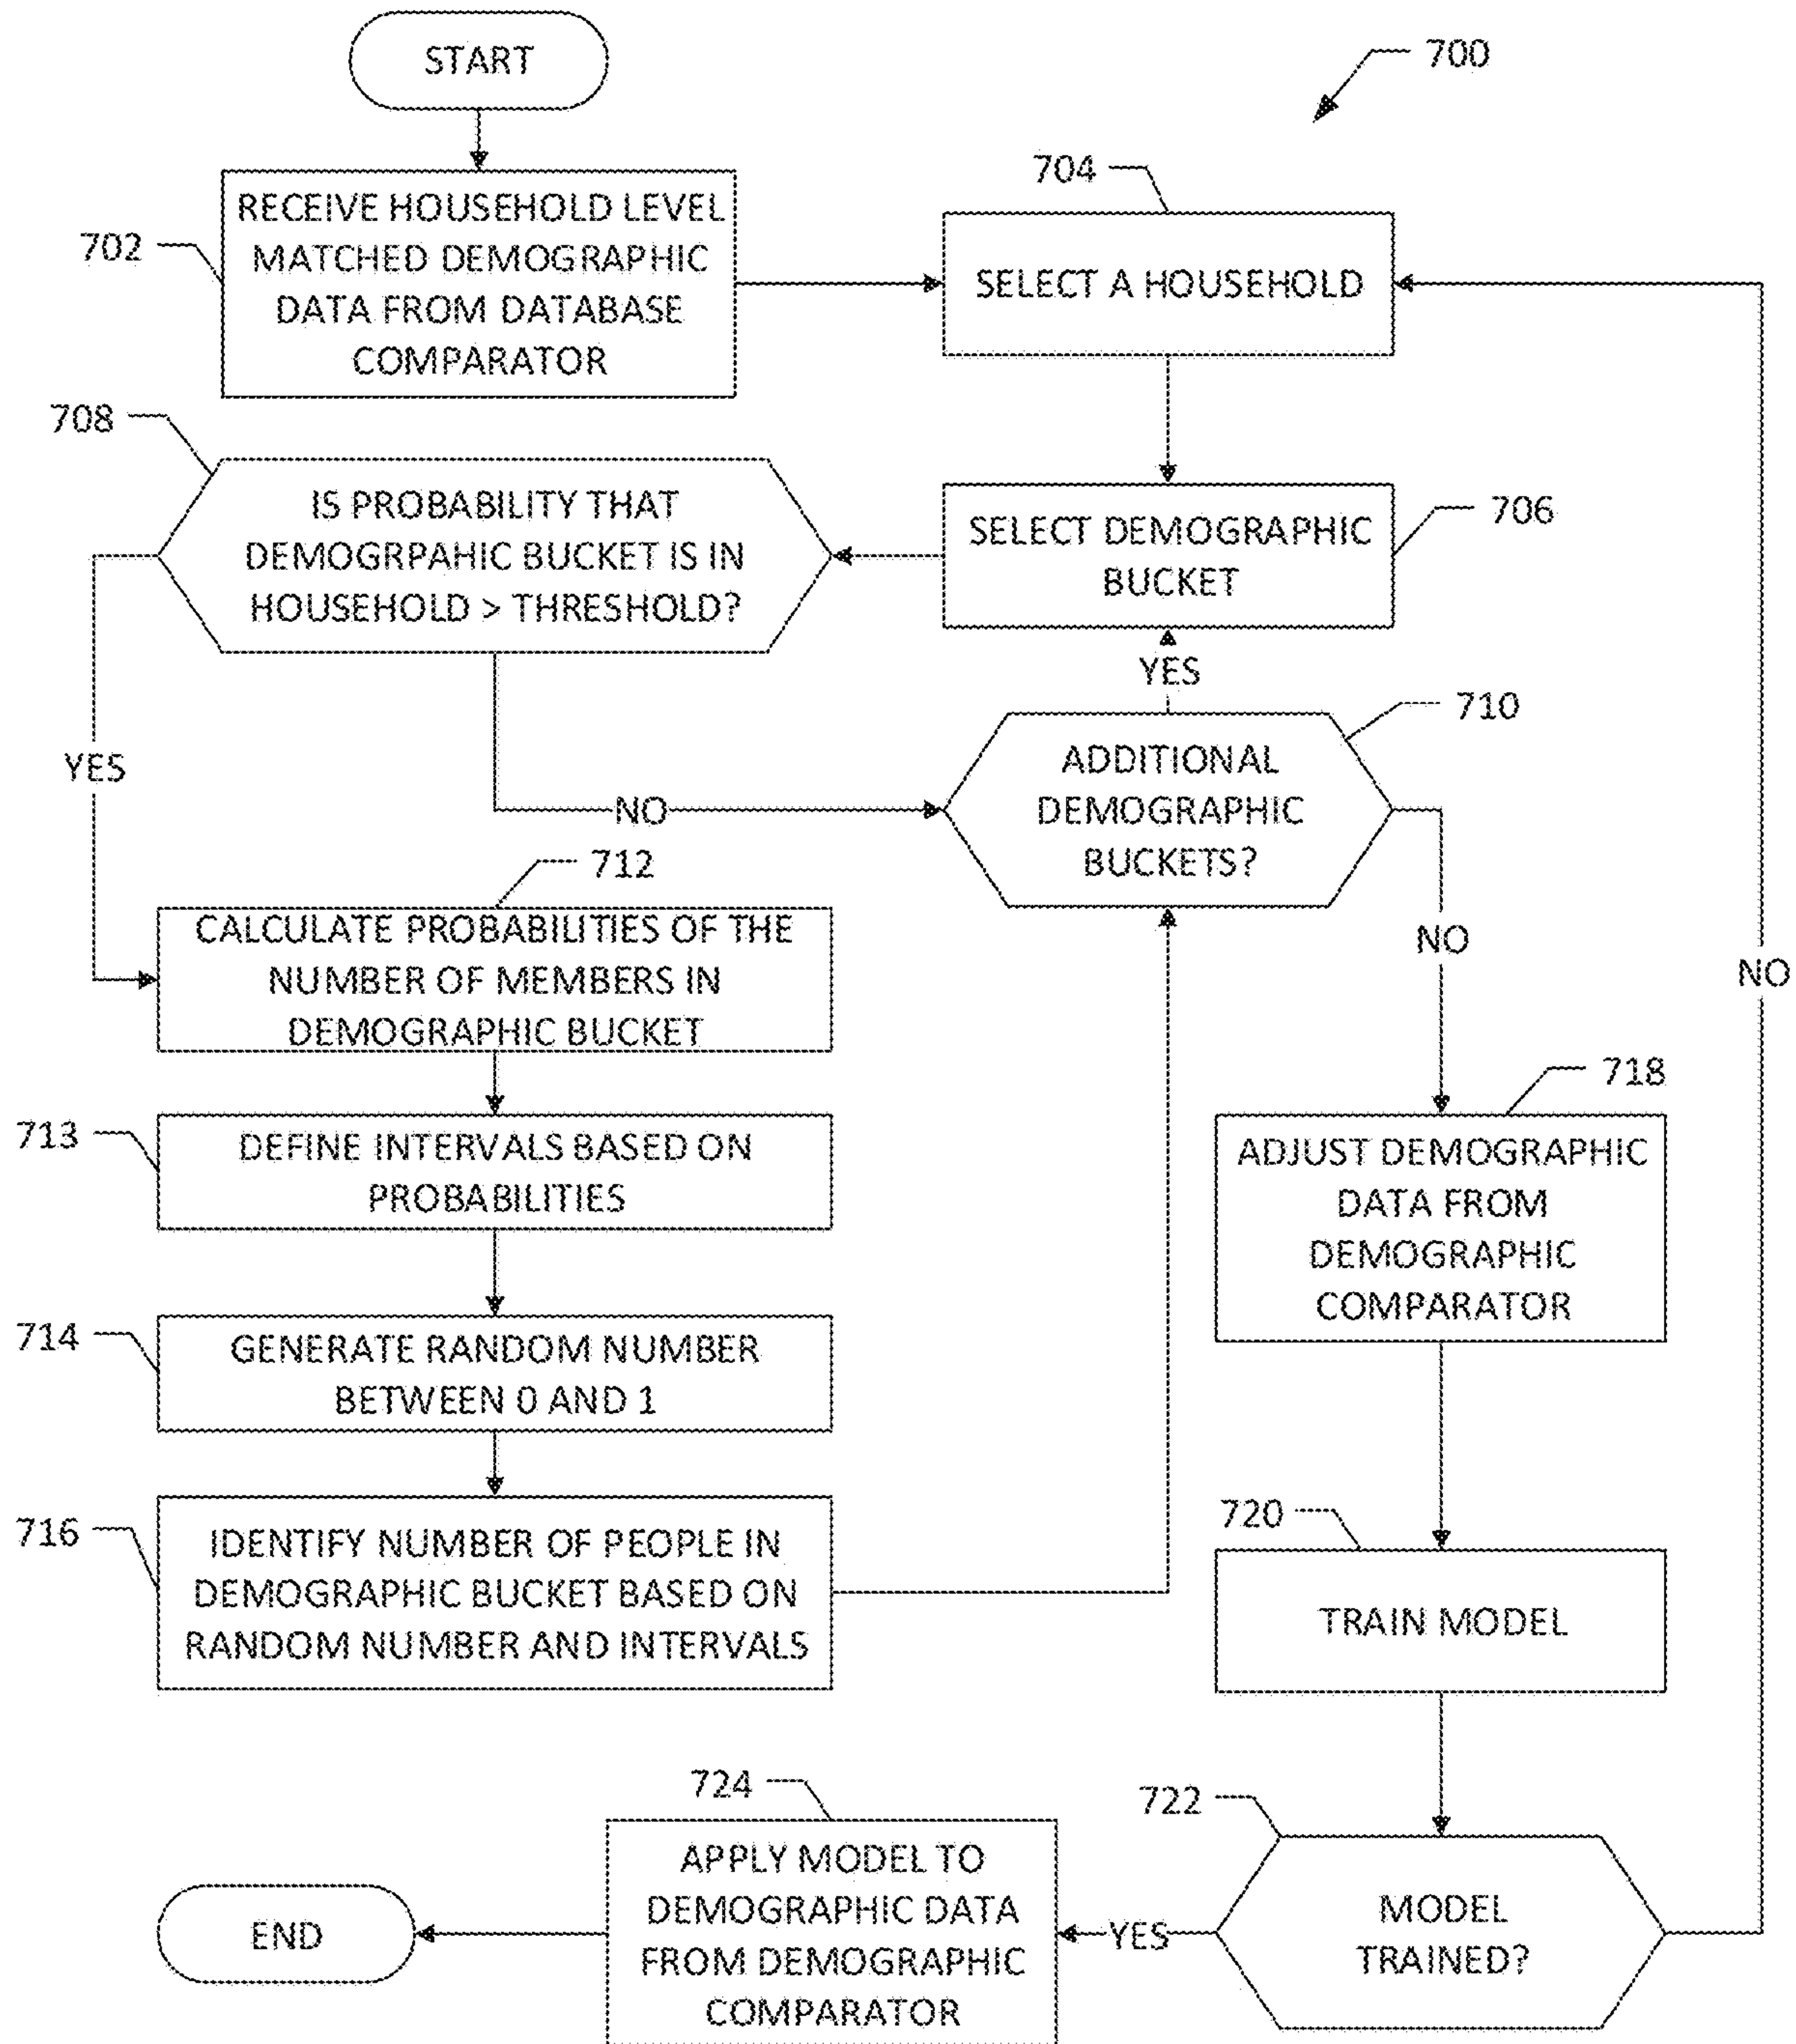 START
700
702
RECEIVE HOUSEHOLD LEVEL
MATCHED DEMOGRAPHIC
DATA FROM DATABASE
COMPARATOR
704
SELECT A HOUSEHOLD
708
IS PROBABILITY THAT
DEMOGRPAHIC BUCKET IS IN
HOUSEHOLD > THRESHOLD?
706
SELECT DEMOGRAPHIC
BUCKET
YES
710
ADDITIONAL
DEMOGRAPHIC
BUCKETS?
YES
NO
NO
NO
712
CALCULATE PROBABILITIES OF THE
NUMBER OF MEMBERS IN
DEMOGRAPHIC BUCKET
713
DEFINE INTERVALS BASED ON
PROBABILITIES
714
GENERATE RANDOM NUMBER
BETWEEN 0 AND 1
716
IDENTIFY NUMBER OF PEOPLE IN
DEMOGRAPHIC BUCKET BASED ON
RANDOM NUMBER AND INTERVALS
718
ADJUST DEMOGRAPHIC
DATA FROM
DEMOGRAPHIC
COMPARATOR
720
TRAIN MODEL
722
MODEL
TRAINED?
YES
724
APPLY MODEL TO
DEMOGRAPHIC DATA
FROM DEMOGRAPHIC
COMPARATOR
END